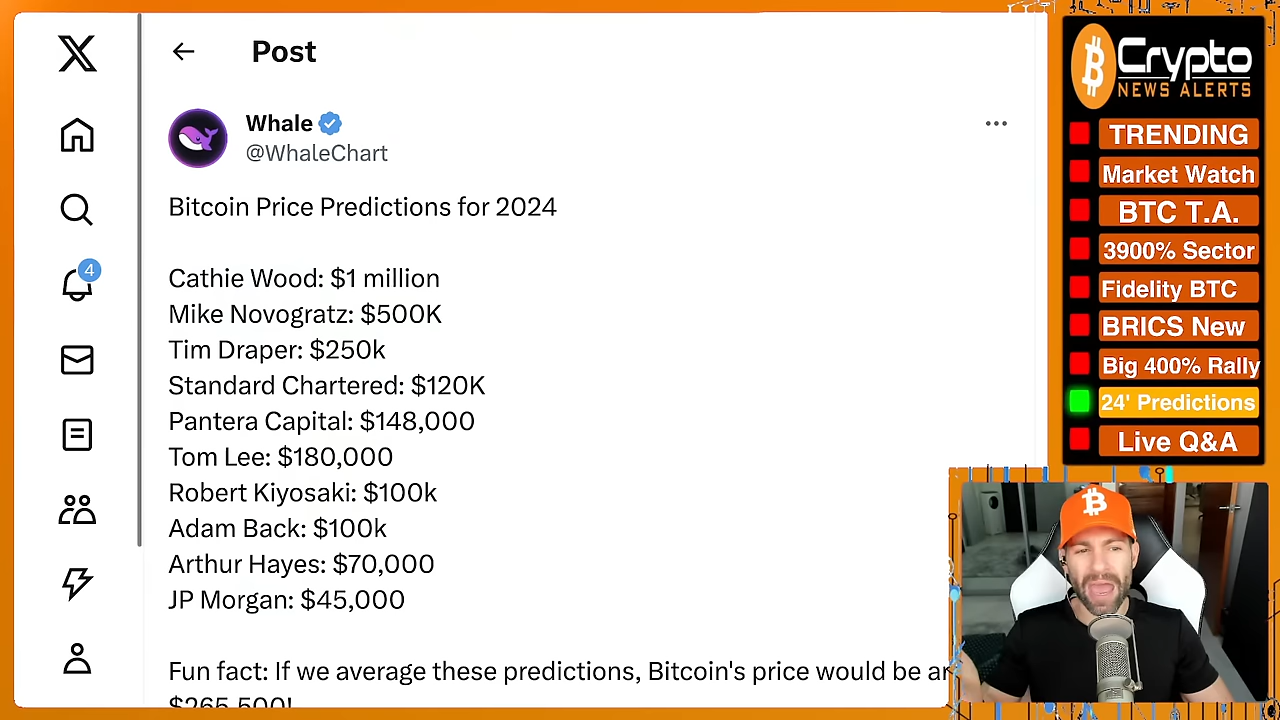 Post
Whale
@WhaleChart
Bitcoin Price Predictions for 2024
Cathie Wood: $1 million
Mike Novogratz: $500K
Tim Draper: $250k
Standard Chartered: $120K
Pantera Capital: $148,000
Tom Lee: $180,000
Robert Kiyosaki: $100k
Adam Back: $100k
Arthur Hayes: $70,000
JP Morgan: $45,000
Fun fact: If we average these predictions, Bitcoin's price would be
$265,500!
4
Crypto
NEWS ALERTS
TRENDING
Market Watch
BTC T.A.
3900% Sector
Fidelity BTC
BRICS New
Big 400% Rally
24' Predictions
Live Q&A